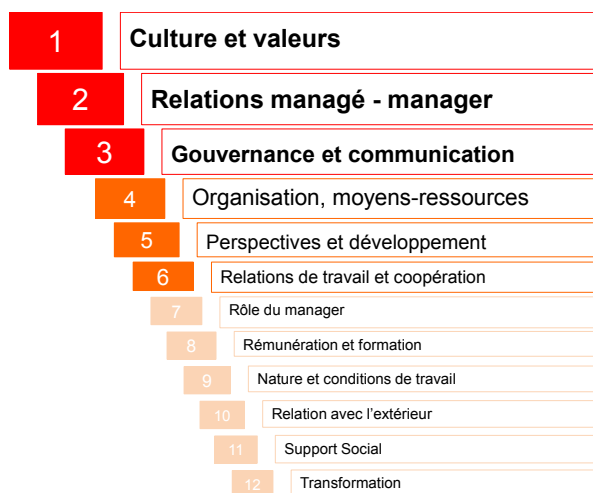 1 Culture et valeurs
2 Relations managé - manager
3 Gouvernance et communication
4 Organisation, moyens-ressources
5 Perspectives et développement
6 Relations de travail et coopération
7 Rôle du manager
8 Rémunération et formation
9 Nature et conditions de travail
10 Relation avec l'extérieur
11 Support Social
12 Transformation